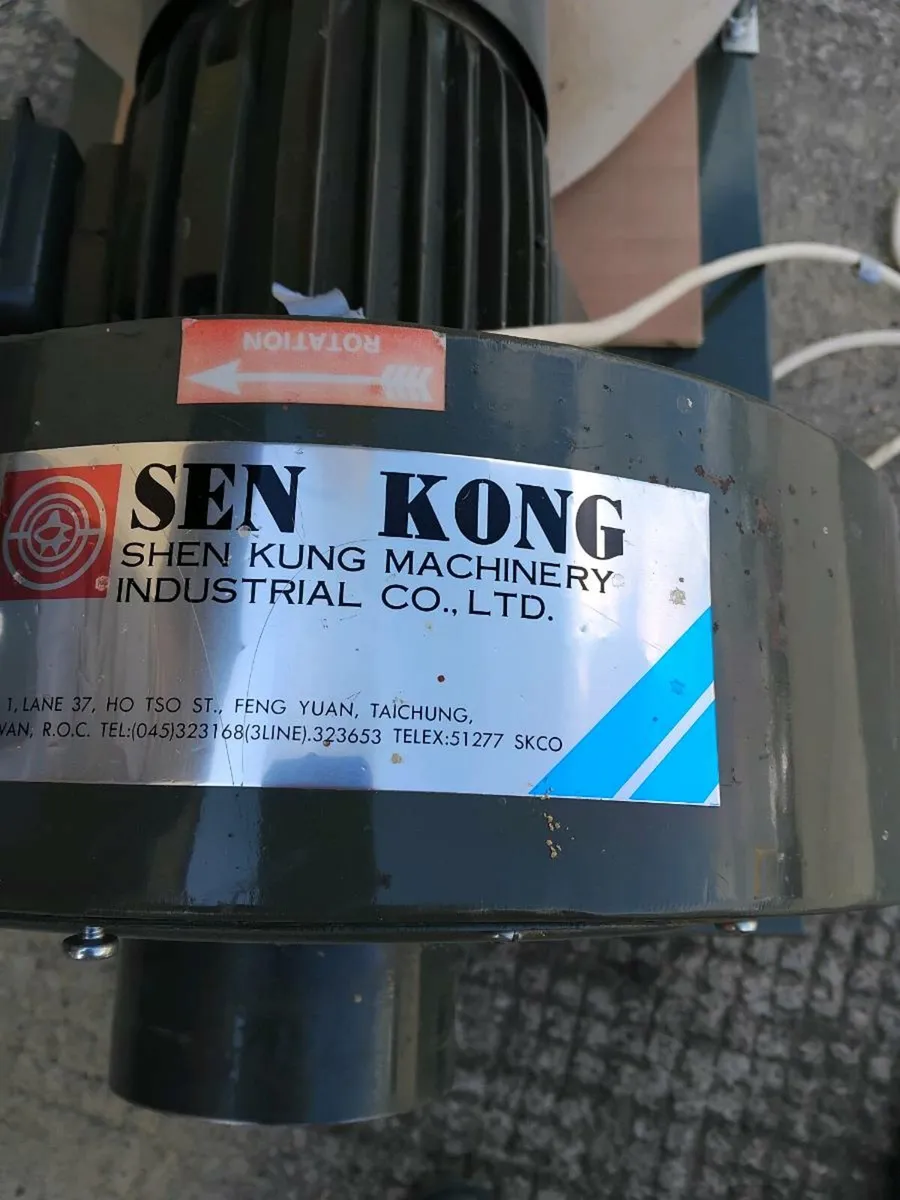 ROTATION
SEN KONG
SHEN KUNG MACHINERY
INDUSTRIAL CO., LTD.
1, LANE 37, HO TSO ST., FENG YUAN, TAICHUNG,
WAN, R.O.C. TEL:(045)323168(3LINE).323653 TELEX:51277 SKCO